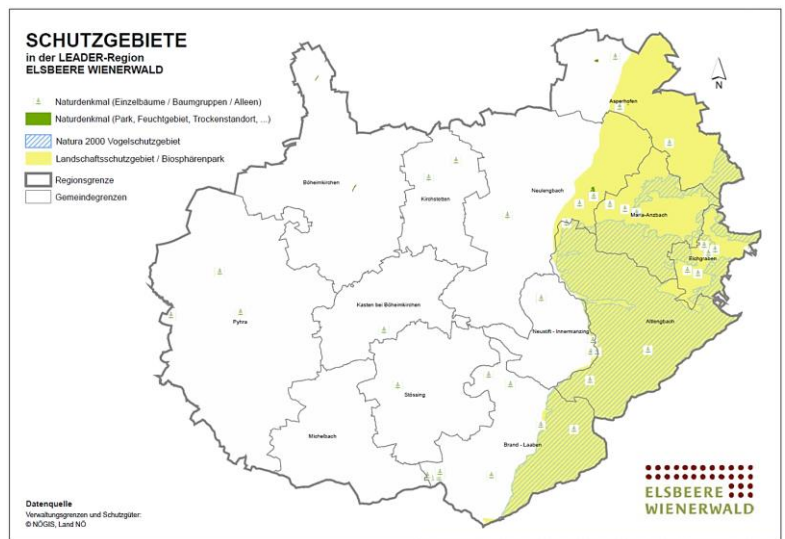 SCHUTZGEBIETE
in der LEADER-Region
ELSBEERE WIENERWALD
Naturdenkmal (Einzelbäume / Baumgruppen / Alleen)
Naturdenkmal (Park, Feuchtgebiet, Trockenstandort, ...)
Natura 2000 Vogelschutzgebiet
Landschaftsschutzgebiet / Biosphärenpark
Regionsgrenze
Gemeindegrenzen
N
Asperhofen
Böheimkirchen
Kirchstetten
Neulengbach
Maria-Anzbach
Eichgraben
Kasten bei Böheimkirchen
Pyhra
Neustift - Innermanzing
Altlengbach
Stössing
Michelbach
Brand - Laaben
ELSBEERE
WIENERWALD
Datenquelle
Verwaltungsgrenzen und Schutzgüter:
© NÖGIS, Land NÖ